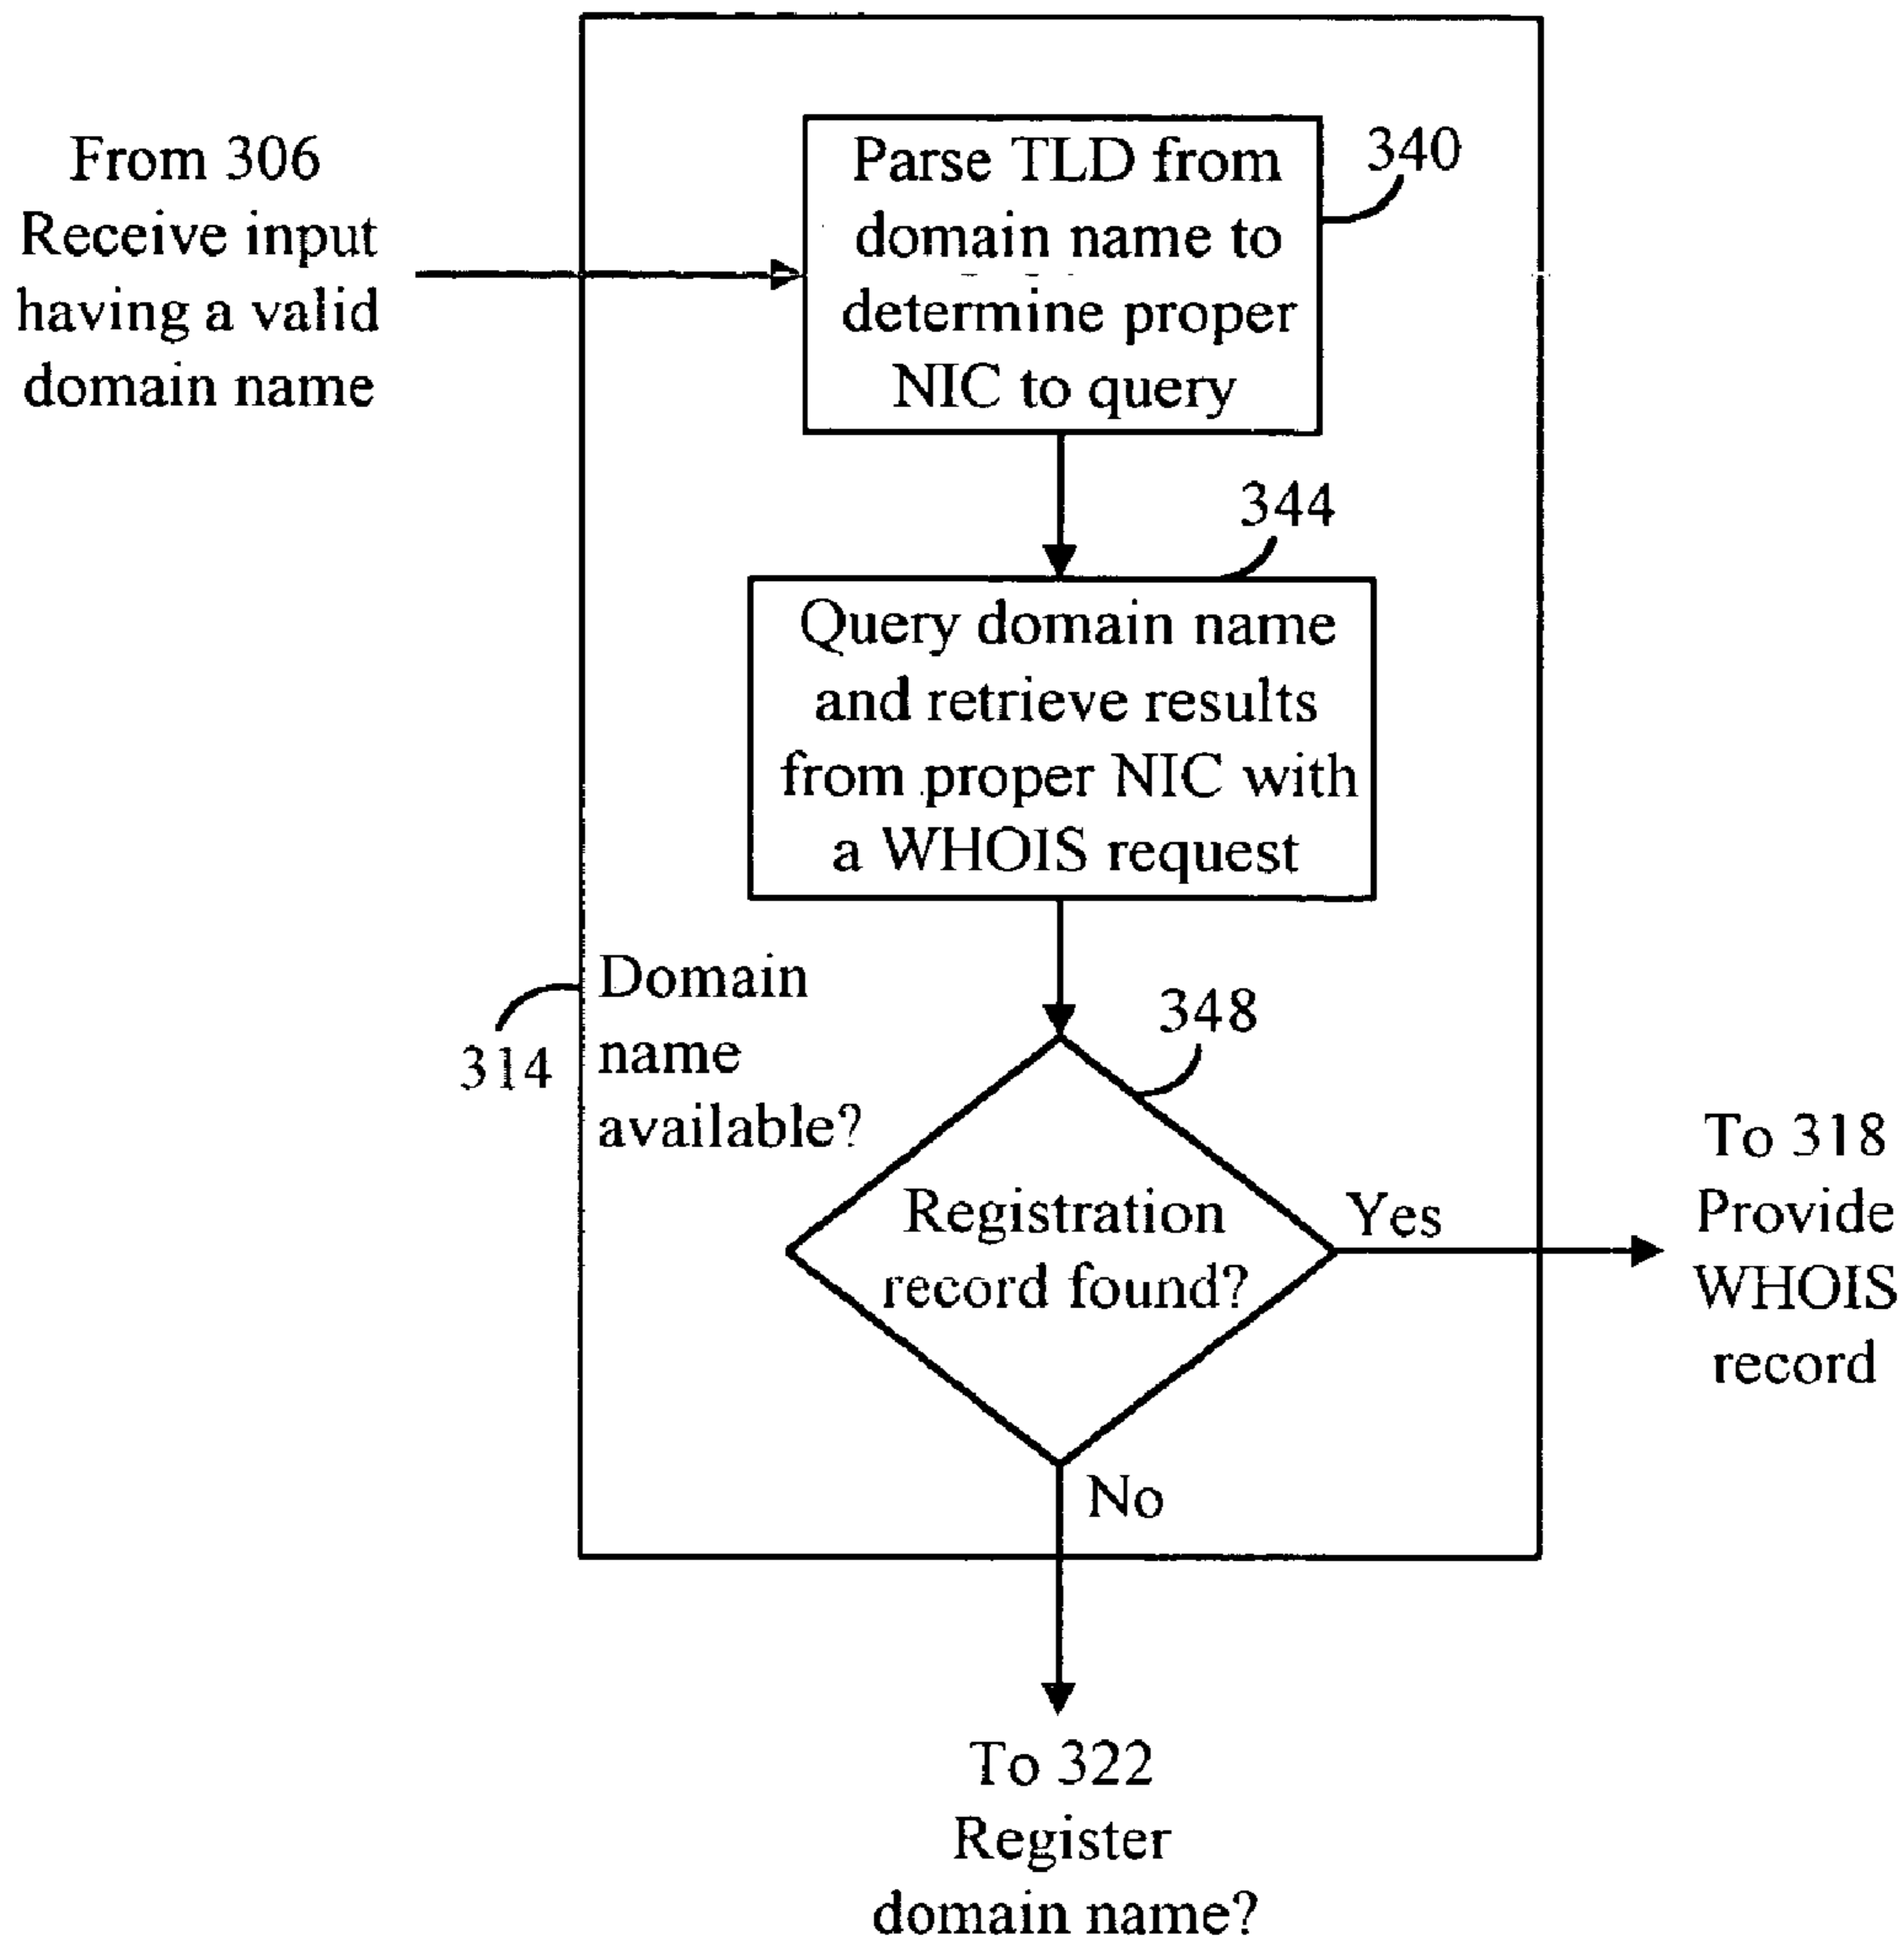 From 306
Receive input
having a valid
domain name
Parse TLD from
domain name to
determine proper
NIC to query
340
344
Query domain name
and retrieve results
from proper NIC with
a WHOIS request
Domain
name
available?
314
348
Registration
record found?
Yes
To 318
Provide
WHOIS
record
No
To 322
Register
domain name?